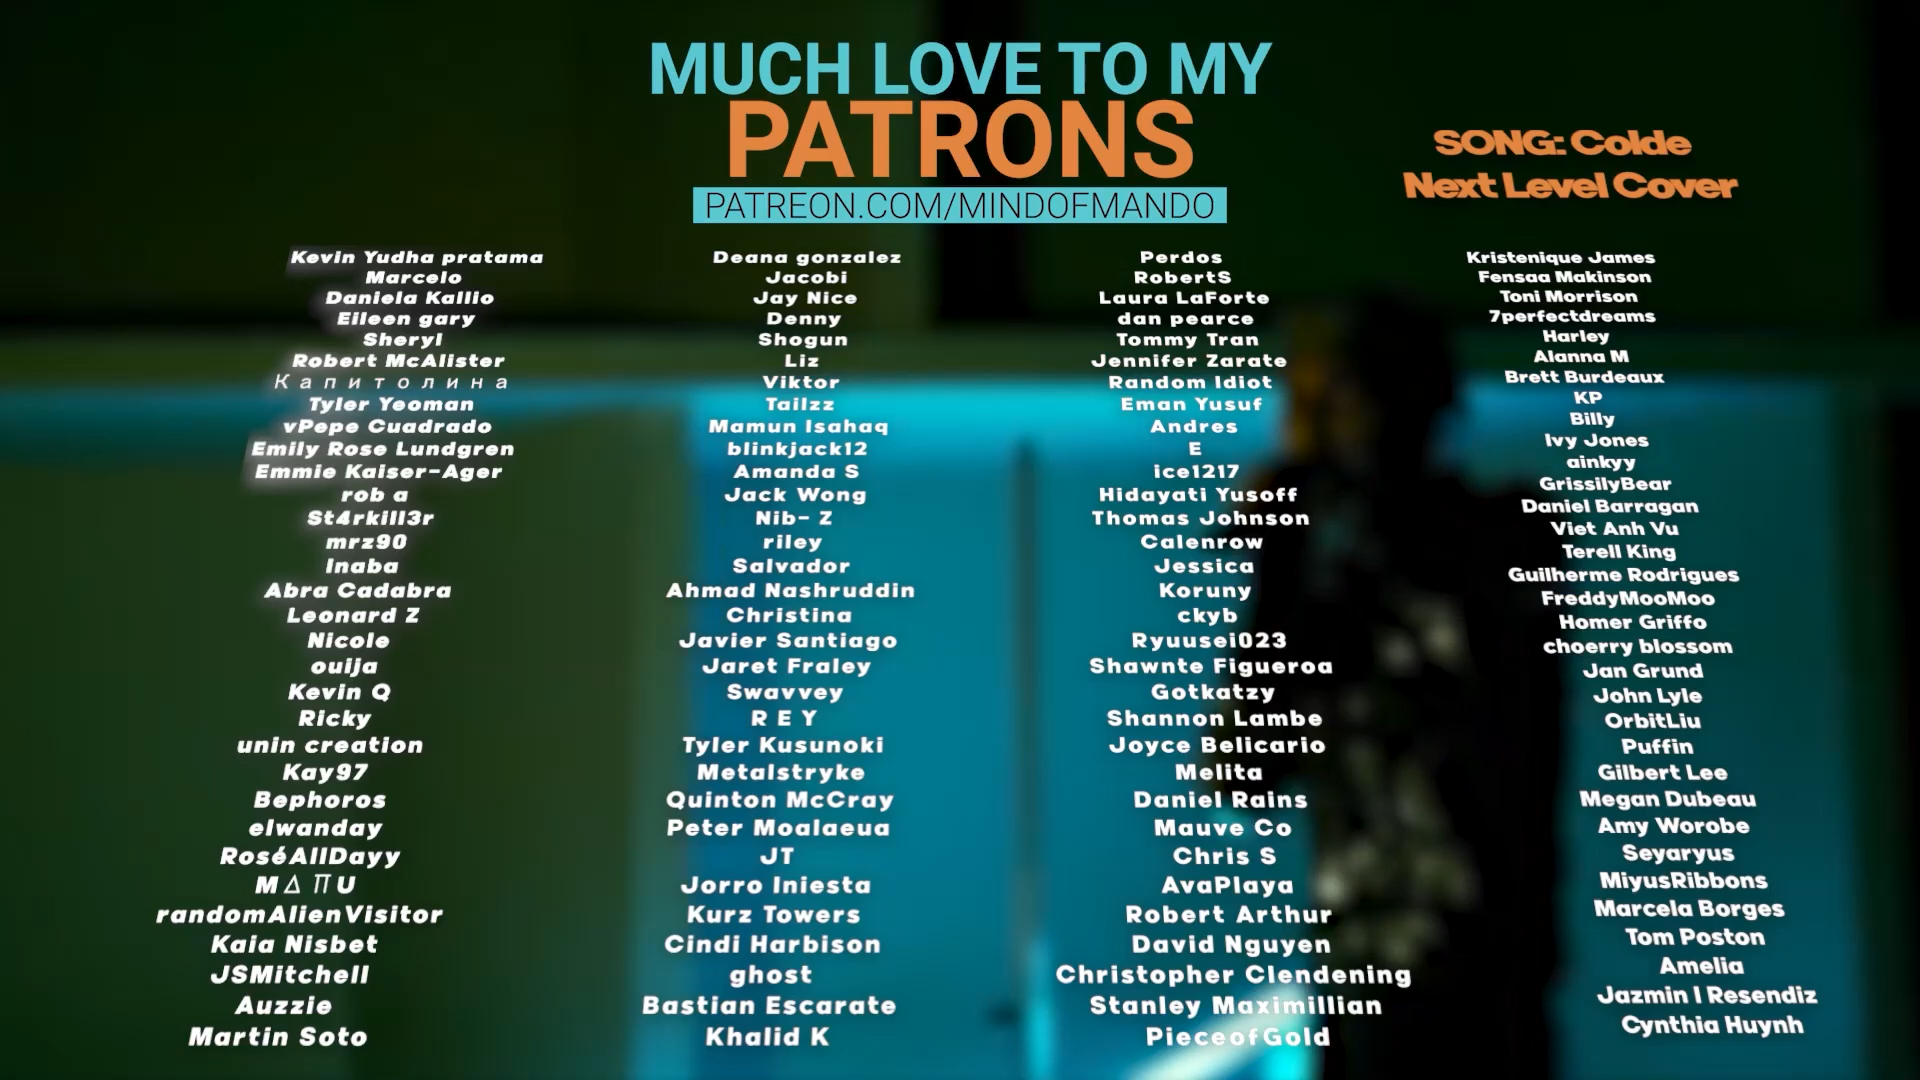 MUCH LOVE TO MY
PATRONS
PATREON.COM/MINDOFMANDO
SONG: Colde
Next Level Cover
Kevin Yudha pratama
Marcelo
Daniela Kallio
Eileen gary
Sheryl
Robert McAlister
Капитолина
Tyler Yeoman
vPepe Cuadrado
Emily Rose Lundgren
Emmie Kaiser-Ager
rob a
St4rkill3r
mrz90
Inaba
Abra Cadabra
Leonard Z
Nicole
ouija
Kevin Q
Ricky
unin creation
Kay97
Bephoros
elwanday
RoséAllDayy
M Δ ∏ U
randomAlienVisitor
Kaia Nisbet
JSMitchell
Auzzie
Martin Soto
Deana gonzalez
Jacobi
Jay Nice
Denny
Shogun
Liz
Viktor
Tailzz
Mamun Isahaq
blinkjack12
Amanda S
Jack Wong
Nib- Z
riley
Salvador
Ahmad Nashruddin
Christina
Javier Santiago
Jaret Fraley
Swavvey
R E Y
Tyler Kusunoki
Metalstryke
Quinton McCray
Peter Moalaeua
JT
Jorro Iniesta
Kurz Towers
Cindi Harbison
ghost
Bastian Escarate
Khalid K
Perdos
RobertS
Laura LaForte
dan pearce
Tommy Tran
Jennifer Zarate
Random Idiot
Eman Yusuf
Andres
E
ice1217
Hidayati Yusoff
Thomas Johnson
Calenrow
Jessica
Koruny
ckyb
Ryuusei023
Shawnte Figueroa
Gotkatzy
Shannon Lambe
Joyce Belicario
Melita
Daniel Rains
Mauve Co
Chris S
AvaPlaya
Robert Arthur
David Nguyen
Christopher Clendening
Stanley Maximillian
PieceofGold
Kristenique James
Fensaa Makinson
Toni Morrison
7perfectdreams
Harley
Alanna M
Brett Burdeaux
KP
Billy
Ivy Jones
ainkyy
GrissilyBear
Daniel Barragan
Viet Anh Vu
Terell King
Guilherme Rodrigues
FreddyMooMoo
Homer Griffo
choerry blossom
Jan Grund
John Lyle
OrbitLiu
Puffin
Gilbert Lee
Megan Dubeau
Amy Worobe
Seyaryus
MiyusRibbons
Marcela Borges
Tom Poston
Amelia
Jazmin I Resendiz
Cynthia Huynh